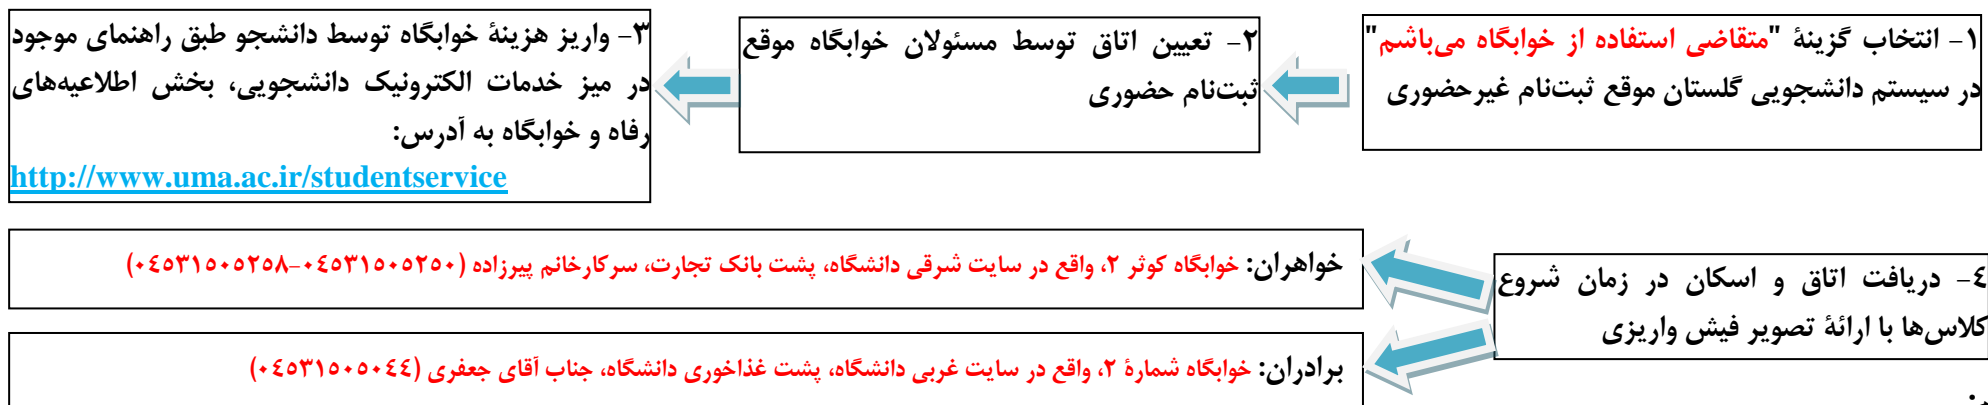 ۱- انتخاب گزینهٔ "متقاضی استفاده از خوابگاه می‌باشم"
در سیستم دانشجویی گلستان موقع ثبت‌نام غیرحضوری
۲- تعیین اتاق توسط مسئولان خوابگاه موقع
ثبت‌نام حضوری
۳- واریز هزینهٔ خوابگاه توسط دانشجو طبق راهنمای موجود
در میز خدمات الکترونیک دانشجویی، بخش اطلاعیه‌های
رفاه و خوابگاه به آدرس:
http://www.uma.ac.ir/studentservice
٤- دریافت اتاق و اسکان در زمان شروع
کلاس‌ها با ارائهٔ تصویر فیش واریزی
خواهران: خوابگاه کوثر ۲، واقع در سایت شرقی دانشگاه، پشت بانک تجارت، سرکارخانم پیرزاده (٠٤٥٣١٥٠٥٢٥٠-٠٤٥٣١٥٠٥٢٥٨)
برادران: خوابگاه شمارهٔ ۲، واقع در سایت غربی دانشگاه، پشت غذاخوری دانشگاه، جناب آقای جعفری (٠٤٥٣١٥٠٥٠٤٤)